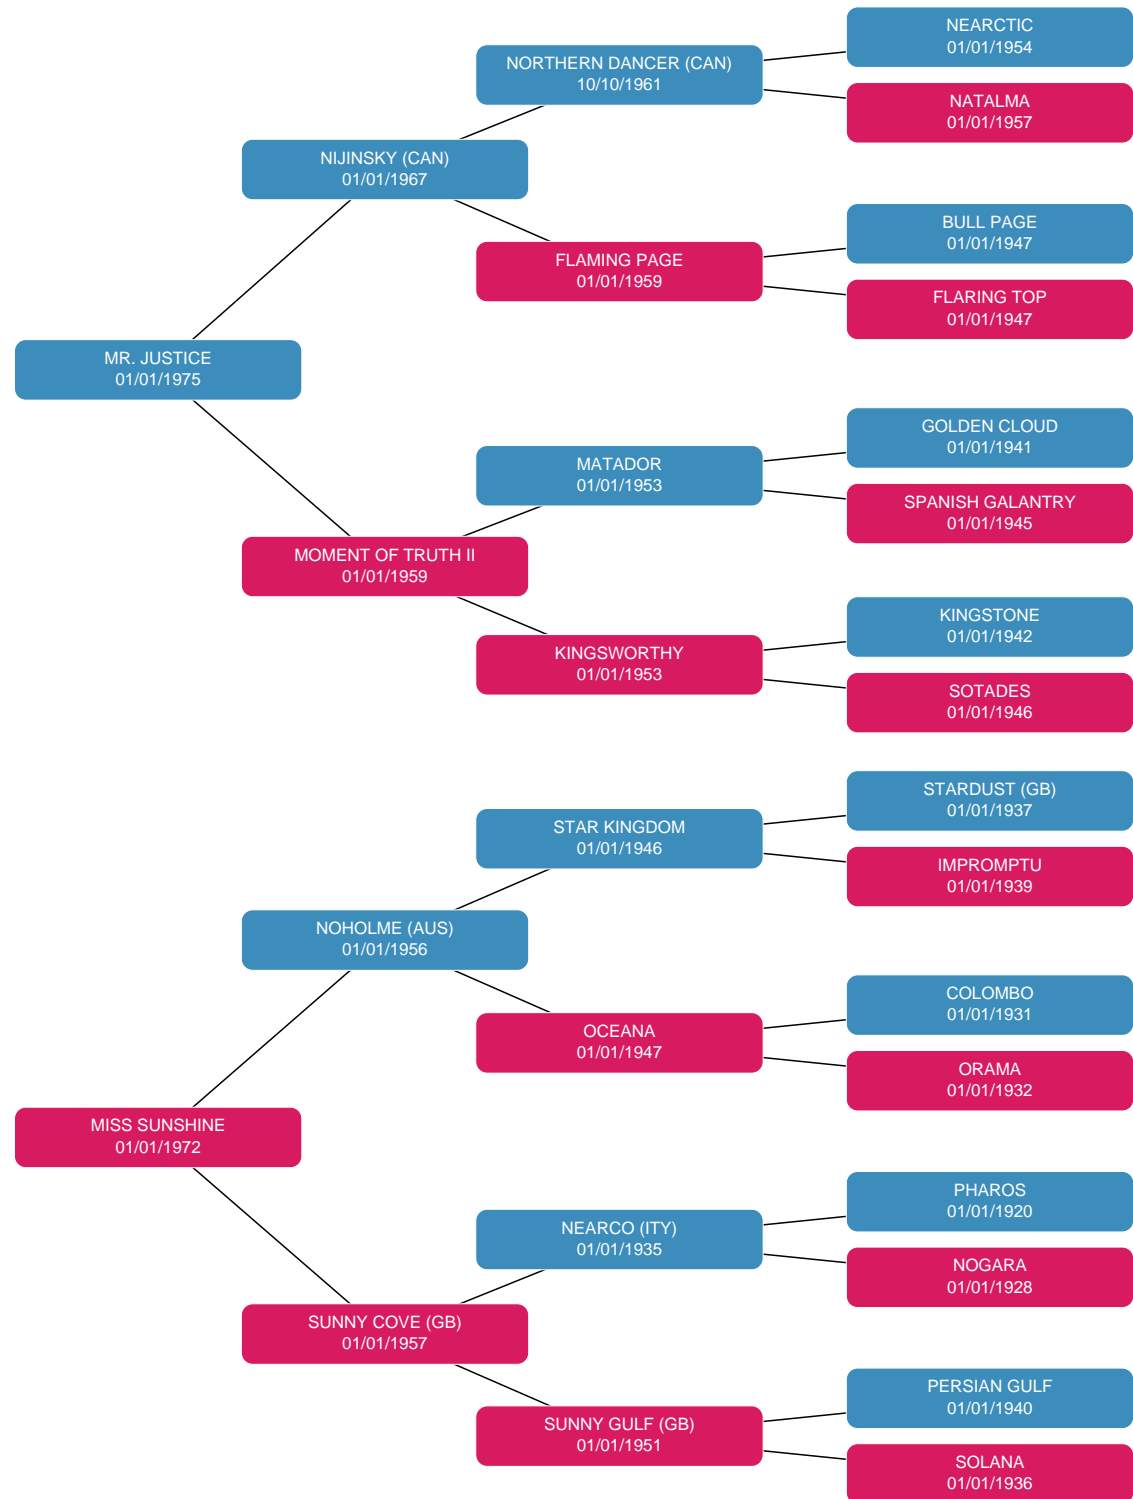 NEARCTIC
01/01/1954
NORTHERN DANCER (CAN)
10/10/1961
NATALMA
01/01/1957
NIJINSKY (CAN)
01/01/1967
BULL PAGE
01/01/1947
FLAMING PAGE
01/01/1959
FLARING TOP
01/01/1947
MR. JUSTICE
01/01/1975
GOLDEN CLOUD
01/01/1941
MATADOR
01/01/1953
SPANISH GALANTRY
01/01/1945
MOMENT OF TRUTH II
01/01/1959
KINGSTONE
01/01/1942
KINGSWORTHY
01/01/1953
SOTADES
01/01/1946
STARDUST (GB)
01/01/1937
STAR KINGDOM
01/01/1946
IMPROMPTU
01/01/1939
NOHOLME (AUS)
01/01/1956
COLOMBO
01/01/1931
OCEANA
01/01/1947
ORAMA
01/01/1932
MISS SUNSHINE
01/01/1972
PHAROS
01/01/1920
NEARCO (ITY)
01/01/1935
NOGARA
01/01/1928
SUNNY COVE (GB)
01/01/1957
PERSIAN GULF
01/01/1940
SUNNY GULF (GB)
01/01/1951
SOLANA
01/01/1936